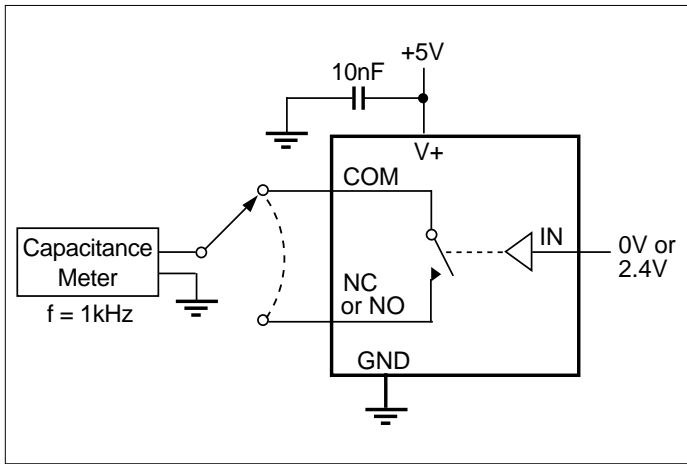 +5V
10nF
V+
COM
Capacitance
Meter
f = 1kHz
IN
0V or
2.4V
NC
or NO
GND